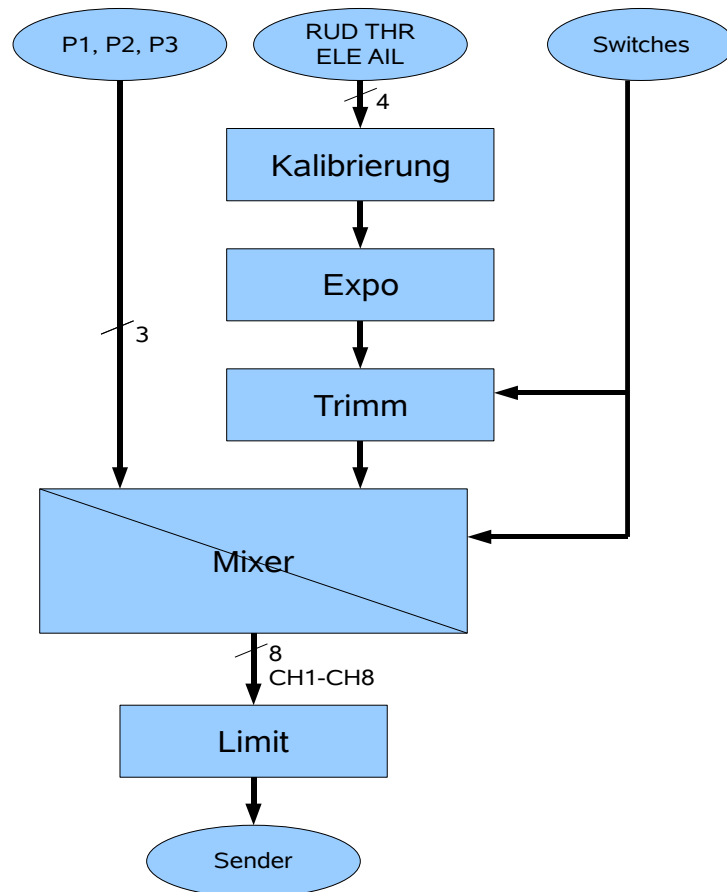 P1, P2, P3
RUD THR
ELE AIL
Switches
4
Kalibrierung
Expo
3
Trimm
Mixer
8
CH1-CH8
Limit
Sender